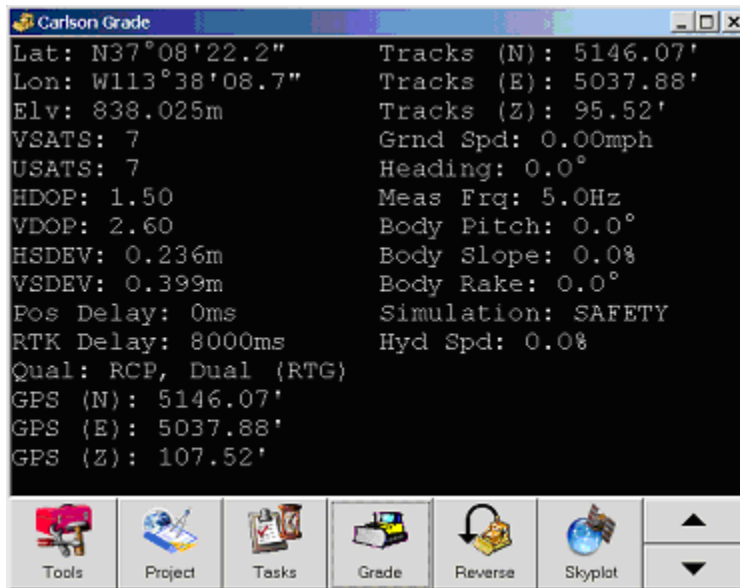 Carlson Grade
Lat: N37°08'22.2"
Lon: W113°38'08.7"
Elv: 838.025m
VSATS: 7
USATS: 7
HDOP: 1.50
VDOP: 2.60
HSDEV: 0.236m
VSDEV: 0.399m
Pos Delay: 0ms
RTK Delay: 8000ms
Qual: RCP, Dual (RTG)
GPS (N): 5146.07'
GPS (E): 5037.88'
GPS (Z): 107.52'
Tracks (N): 5146.07'
Tracks (E): 5037.88'
Tracks (Z): 95.52'
Grnd Spd: 0.00mph
Heading: 0.0°
Meas Frq: 5.0Hz
Body Pitch: 0.0°
Body Slope: 0.0%
Body Rake: 0.0°
Simulation: SAFETY
Hyd Spd: 0.0%
Tools
Project
Tasks
Grade
Reverse
Skyplot